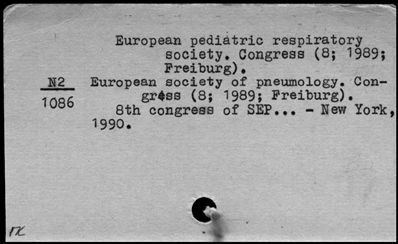 European pediatric respiratory
society. Congress (8; 1989;
Freiburg).
N2 European society of pneumology. Con-
1086 gress (8; 1989; Freiburg).
8th congress of SEP... - New York,
1990.